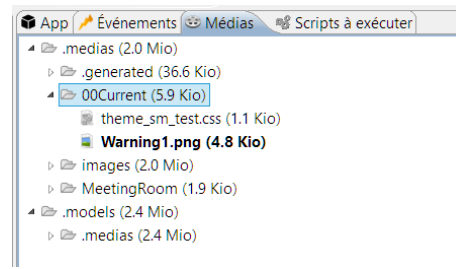 App Événements Médias Scripts à exécuter
.medias (2.0 Mio)
.generated (36.6 Kio)
00Current (5.9 Kio)
theme_sm_test.css (1.1 Kio)
Warning1.png (4.8 Kio)
images (2.0 Mio)
MeetingRoom (1.9 Kio)
.models (2.4 Mio)
.medias (2.4 Mio)